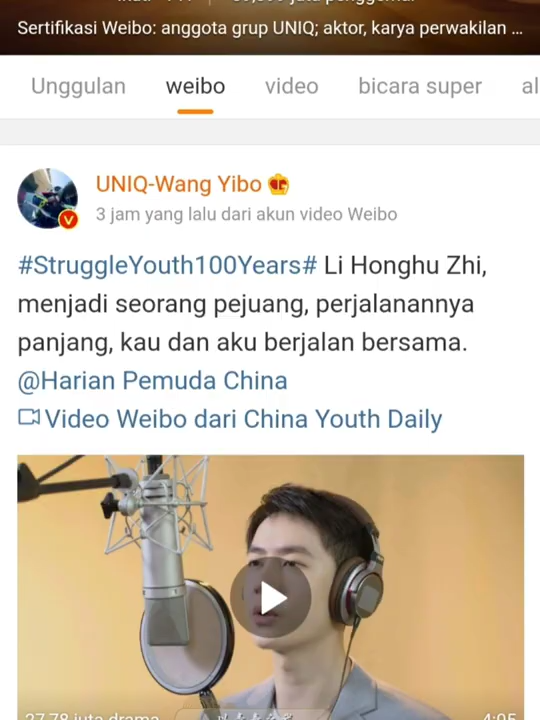 Sertifikasi Weibo: anggota grup UNIQ; aktor, karya perwakilan ...
Unggulan weibo video bicara super al
UNIQ-Wang Yibo
3 jam yang lalu dari akun video Weibo
#StruggleYouth100Years# Li Honghu Zhi,
menjadi seorang pejuang, perjalanannya
panjang, kau dan aku berjalan bersama.
@Harian Pemuda China
Video Weibo dari China Youth Daily
27,78 juta drama 4:05